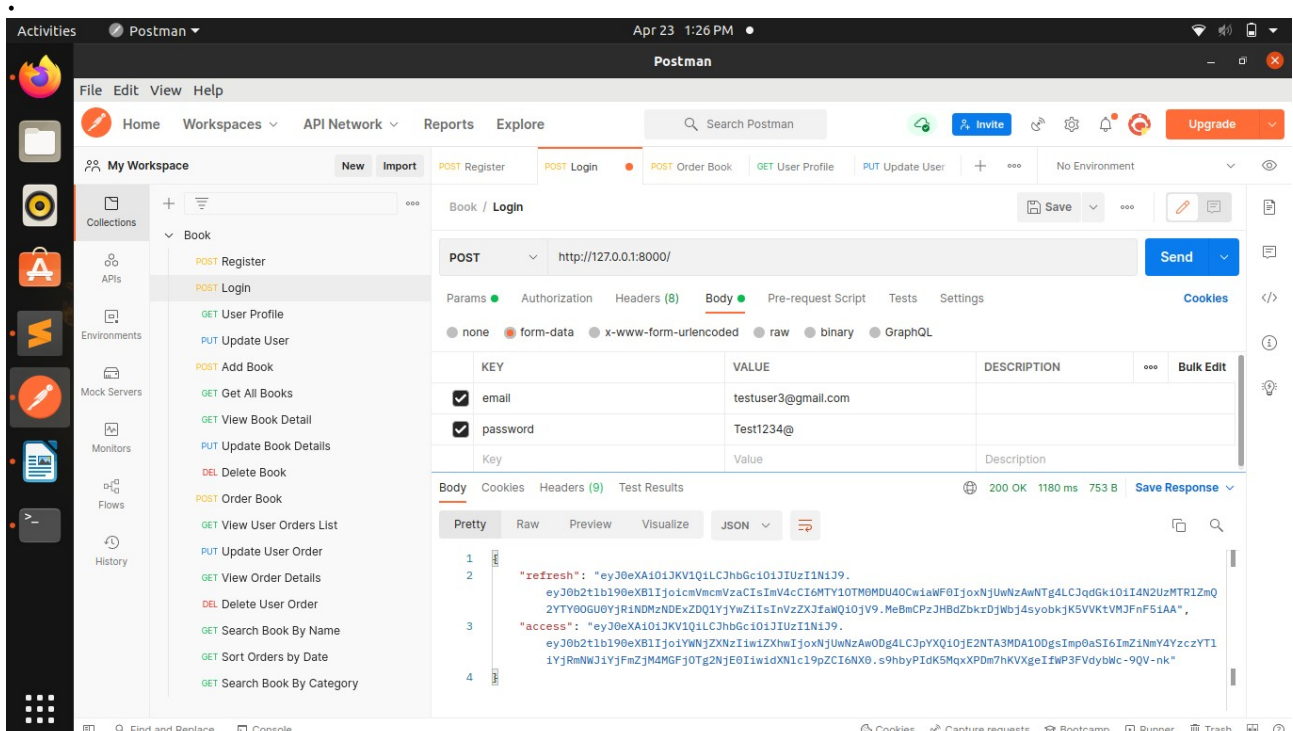 Activities Postman Apr 23 1:26 PM
Postman
File Edit View Help
Home Workspaces API Network Reports Explore Search Postman Invite Upgrade
My Workspace New Import POST Register POST Login POST Order Book GET User Profile PUT Update User No Environment
Collections
APIs
Environments
Mock Servers
Monitors
Flows
History
Book
POST Register
POST Login
GET User Profile
PUT Update User
POST Add Book
GET Get All Books
GET View Book Detail
PUT Update Book Details
DEL Delete Book
POST Order Book
GET View User Orders List
PUT Update User Order
GET View Order Details
DEL Delete User Order
GET Search Book By Name
GET Sort Orders by Date
GET Search Book By Category
Book / Login Save
POST http://127.0.0.1:8000/ Send
Params Authorization Headers (8) Body Pre-request Script Tests Settings Cookies
none form-data x-www-form-urlencoded raw binary GraphQL
KEY VALUE DESCRIPTION Bulk Edit
email testuser3@gmail.com
password Test1234@
Key Value Description
Body Cookies Headers (9) Test Results 200 OK 1180 ms 753 B Save Response
Pretty Raw Preview Visualize JSON
1 {
2 "refresh": "eyJ0eXAiOiJKV1QiLCJhbGciOiJIUzI1NiJ9.
3 "access": "eyJ0eXAiOiJKV1QiLCJhbGciOiJIUzI1NiJ9.
4 }
Find and Replace Console Cookies Capture requests Bootcamp Runner Trash